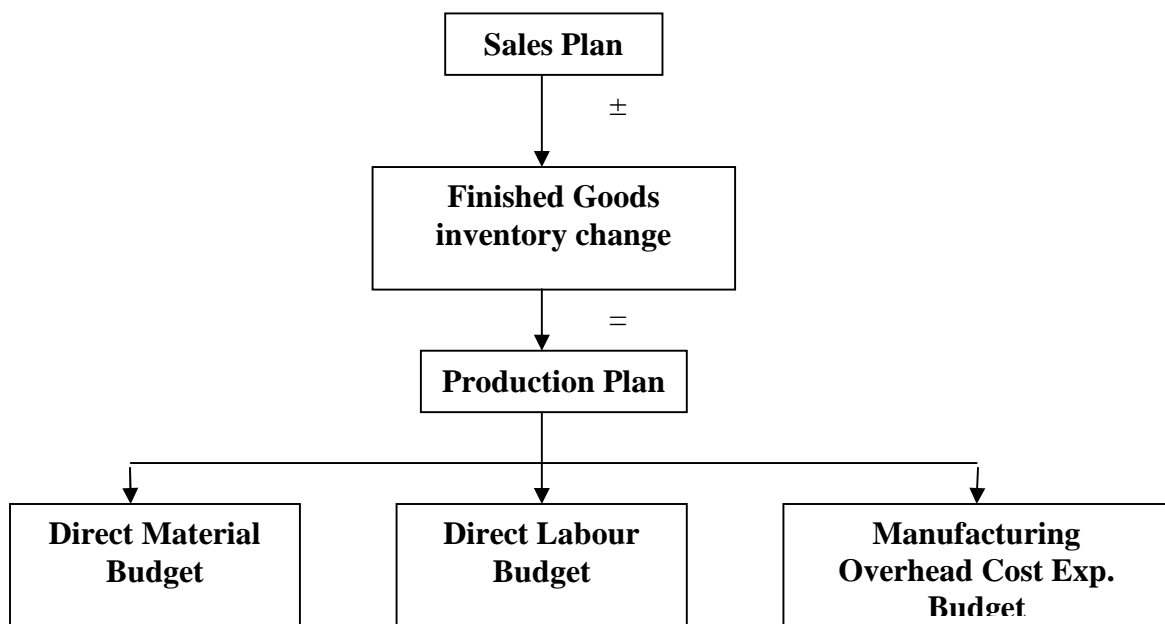 Sales Plan
±
Finished Goods
inventory change
=
Production Plan
Direct Material
Budget
Direct Labour
Budget
Manufacturing
Overhead Cost Exp.
Budget